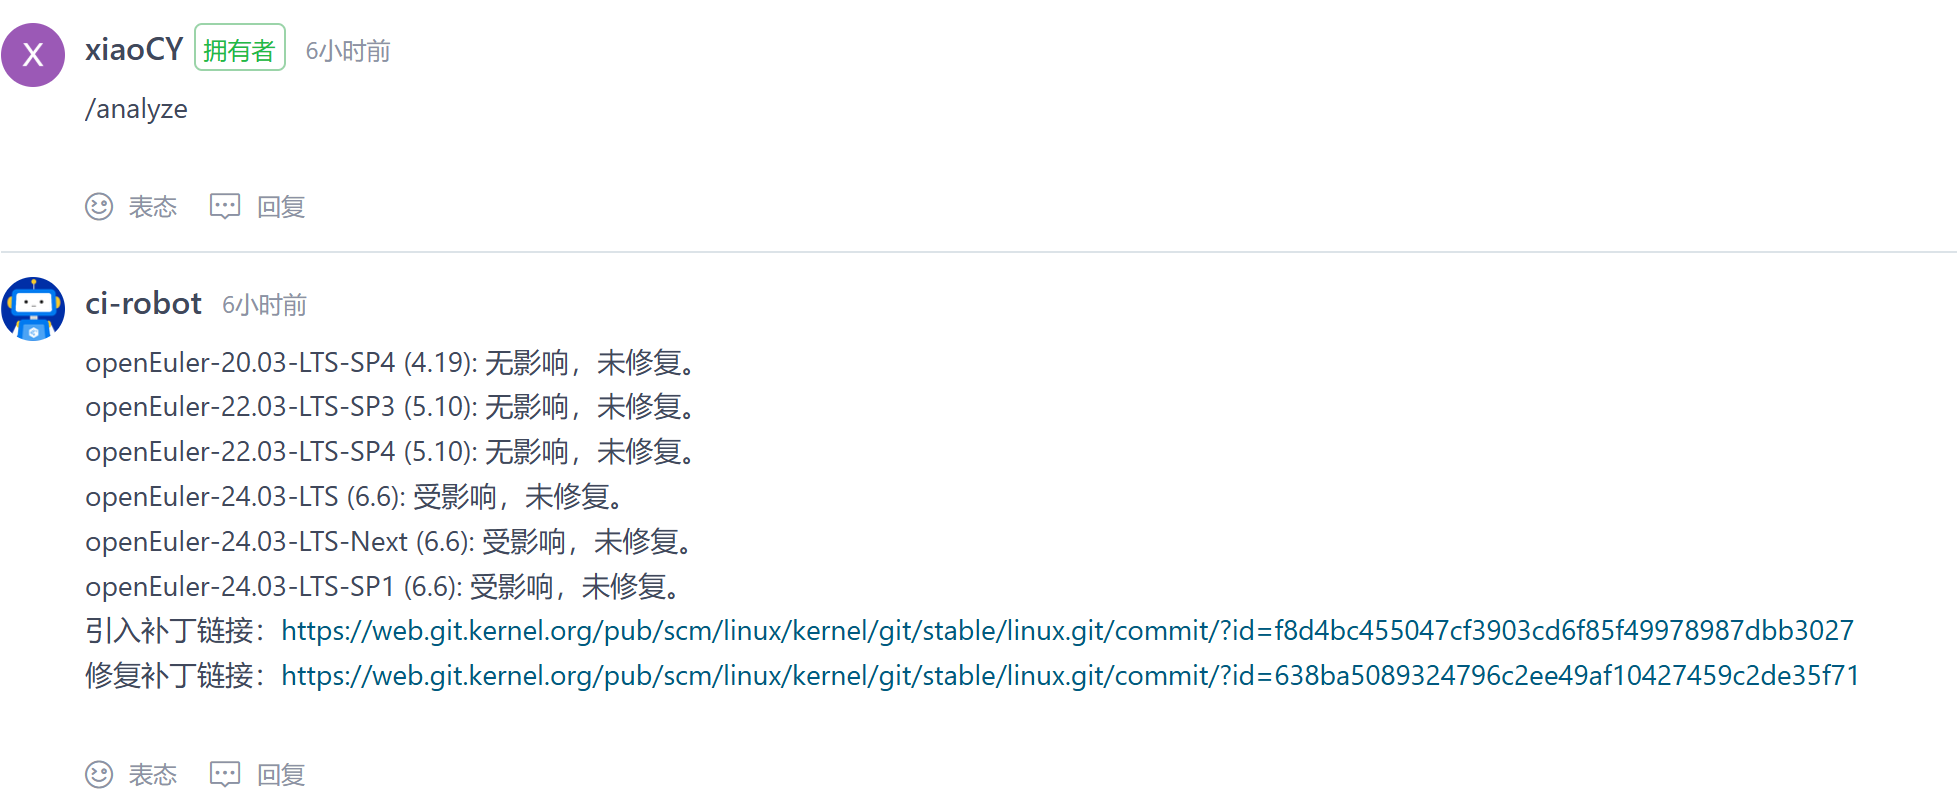 X
xiaoCY 拥有者 6小时前
/analyze
表态 回复
ci-robot 6小时前
openEuler-20.03-LTS-SP4 (4.19): 无影响，未修复。
openEuler-22.03-LTS-SP3 (5.10): 无影响，未修复。
openEuler-22.03-LTS-SP4 (5.10): 无影响，未修复。
openEuler-24.03-LTS (6.6): 受影响，未修复。
openEuler-24.03-LTS-Next (6.6): 受影响，未修复。
openEuler-24.03-LTS-SP1 (6.6): 受影响，未修复。
引入补丁链接：https://web.git.kernel.org/pub/scm/linux/kernel/git/stable/linux.git/commit/?id=f8d4bc455047cf3903cd6f85f49978987dbb3027
修复补丁链接：https://web.git.kernel.org/pub/scm/linux/kernel/git/stable/linux.git/commit/?id=638ba5089324796c2ee49af10427459c2de35f71
表态 回复